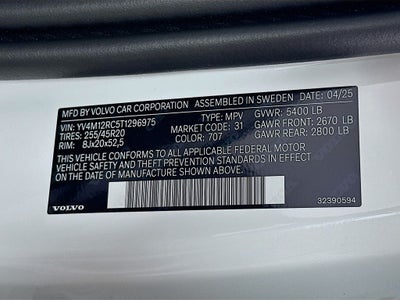 MFD BY VOLVO CAR CORPORATION ASSEMBLED IN SWEDEN 04/25
VIN: YV4M12RC5T1296975 TYPE: MPV GVWR: 5400 LB
TIRES: 255/45R20 MARKET CODE: 31 GAWR FRONT: 2670 LB
RIM: 8Jx20x52,5 COLOR: 707 GAWR REAR: 2800 LB
THIS VEHICLE CONFORMS TO ALL APPLICABLE FEDERAL MOTOR
VEHICLE SAFETY AND THEFT PREVENTION STANDARDS
IN EFFECT ON THE DATE OF MANUFACTURE SHOWN ABOVE.
VOLVO 32390594